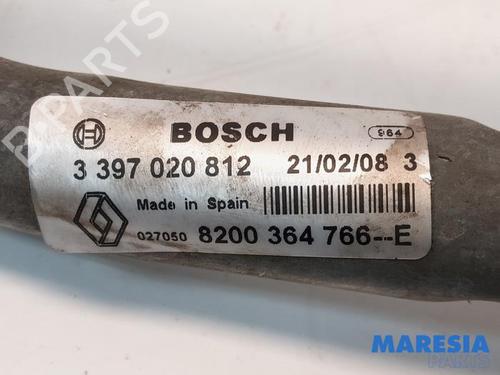 B PARTS
BOSCH
964
3 397 020 812 21/02/08 3
Made in Spain
027050 8200 364 766--E
MARESIA
PARTS